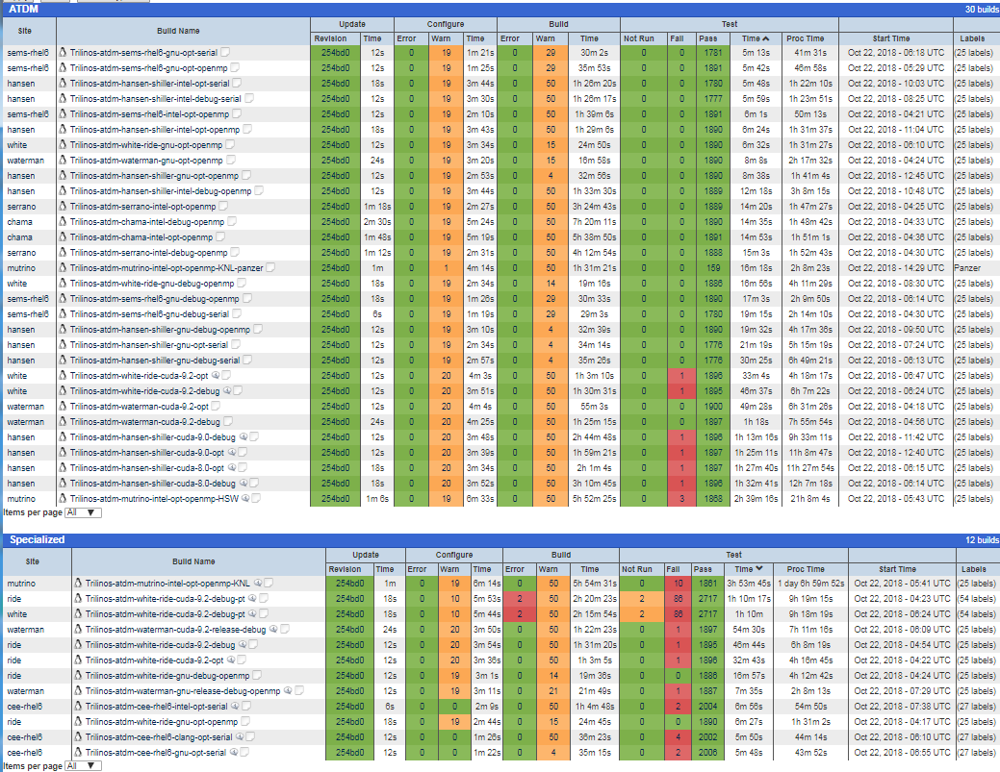 ATDM 30 builds
Site Build Name Update Configure Build Test Start Time Labels
Revision Time Error Warn Time Error Warn Time Not Run Fail Pass Time Proc Time
sems-rhel6 Trilinos-atdm-sems-rhel6-gnu-opt-serial 254bd0 12s 0 19 1m 21s 0 29 30m 2s 0 0 1781 5m 13s 41m 31s Oct 22, 2018 - 06:18 UTC (25 labels)
sems-rhel6 Trilinos-atdm-sems-rhel6-gnu-opt-openmp 254bd0 12s 0 19 1m 25s 0 29 35m 53s 0 0 1891 5m 42s 46m 58s Oct 22, 2018 - 05:29 UTC (25 labels)
hansen Trilinos-atdm-hansen-shiller-intel-opt-serial 254bd0 18s 0 19 3m 44s 0 50 1h 26m 20s 0 0 1780 5m 48s 1h 22m 10s Oct 22, 2018 - 10:03 UTC (25 labels)
hansen Trilinos-atdm-hansen-shiller-intel-debug-serial 254bd0 12s 0 19 3m 30s 0 50 1h 26m 17s 0 0 1777 5m 59s 1h 23m 51s Oct 22, 2018 - 08:25 UTC (25 labels)
sems-rhel6 Trilinos-atdm-sems-rhel6-intel-opt-openmp 254bd0 12s 0 19 2m 10s 0 50 1h 39m 6s 0 0 1891 6m 1s 50m 13s Oct 22, 2018 - 04:21 UTC (25 labels)
hansen Trilinos-atdm-hansen-shiller-intel-opt-openmp 254bd0 18s 0 19 3m 43s 0 50 1h 29m 6s 0 0 1890 6m 24s 1h 31m 37s Oct 22, 2018 - 11:04 UTC (25 labels)
white Trilinos-atdm-white-ride-gnu-opt-openmp 254bd0 12s 0 19 3m 34s 0 15 24m 50s 0 0 1890 6m 32s 1h 31m 27s Oct 22, 2018 - 06:10 UTC (25 labels)
waterman Trilinos-atdm-waterman-gnu-opt-openmp 254bd0 24s 0 19 3m 20s 0 15 16m 58s 0 0 1890 8m 8s 2h 17m 32s Oct 22, 2018 - 04:24 UTC (25 labels)
hansen Trilinos-atdm-hansen-shiller-gnu-opt-openmp 254bd0 12s 0 19 2m 53s 0 4 32m 56s 0 0 1890 8m 38s 1h 41m 4s Oct 22, 2018 - 12:45 UTC (25 labels)
hansen Trilinos-atdm-hansen-shiller-intel-debug-openmp 254bd0 12s 0 19 3m 44s 0 50 1h 33m 30s 0 0 1889 12m 18s 3h 8m 15s Oct 22, 2018 - 10:48 UTC (25 labels)
serrano Trilinos-atdm-serrano-intel-opt-openmp 254bd0 1m 18s 0 19 2m 27s 0 50 3h 24m 43s 0 0 1889 14m 20s 1h 47m 27s Oct 22, 2018 - 04:25 UTC (25 labels)
chama Trilinos-atdm-chama-intel-debug-openmp 254bd0 2m 30s 0 19 5m 24s 0 50 7h 20m 11s 0 0 1890 14m 35s 1h 48m 42s Oct 22, 2018 - 04:33 UTC (25 labels)
chama Trilinos-atdm-chama-intel-opt-openmp 254bd0 1m 48s 0 19 5m 19s 0 50 5h 38m 50s 0 0 1891 14m 53s 1h 51m 1s Oct 22, 2018 - 04:36 UTC (25 labels)
serrano Trilinos-atdm-serrano-intel-debug-openmp 254bd0 1m 12s 0 19 2m 31s 0 50 4h 12m 54s 0 0 1888 15m 3s 1h 52m 43s Oct 22, 2018 - 04:30 UTC (25 labels)
mutrino Trilinos-atdm-mutrino-intel-opt-openmp-KNL-panzer 254bd0 1m 0 1 4m 14s 0 50 1h 31m 21s 0 0 159 16m 18s 2h 8m 23s Oct 22, 2018 - 14:29 UTC Panzer
white Trilinos-atdm-white-ride-gnu-debug-openmp 254bd0 18s 0 19 2m 34s 0 14 19m 16s 0 0 1886 16m 56s 4h 11m 29s Oct 22, 2018 - 08:30 UTC (25 labels)
sems-rhel6 Trilinos-atdm-sems-rhel6-gnu-debug-openmp 254bd0 18s 0 19 1m 26s 0 29 30m 33s 0 0 1890 17m 3s 2h 9m 50s Oct 22, 2018 - 06:14 UTC (25 labels)
sems-rhel6 Trilinos-atdm-sems-rhel6-gnu-debug-serial 254bd0 6s 0 19 1m 19s 0 29 29m 3s 0 0 1780 19m 15s 2h 14m 10s Oct 22, 2018 - 04:30 UTC (25 labels)
hansen Trilinos-atdm-hansen-shiller-gnu-debug-openmp 254bd0 12s 0 19 3m 10s 0 4 32m 39s 0 0 1890 19m 32s 5h 17m 36s Oct 22, 2018 - 09:50 UTC (25 labels)
hansen Trilinos-atdm-hansen-shiller-gnu-opt-serial 254bd0 12s 0 19 2m 34s 0 4 34m 14s 0 0 1776 21m 19s 5h 15m 19s Oct 22, 2018 - 07:24 UTC (25 labels)
hansen Trilinos-atdm-hansen-shiller-gnu-debug-serial 254bd0 12s 0 19 2m 57s 0 4 35m 26s 0 0 1776 30m 25s 6h 49m 21s Oct 22, 2018 - 06:13 UTC (25 labels)
white Trilinos-atdm-white-ride-cuda-9.2-opt 254bd0 12s 0 20 4m 3s 0 50 1h 3m 10s 0 1 1896 33m 4s 4h 18m 17s Oct 22, 2018 - 06:47 UTC (25 labels)
white Trilinos-atdm-white-ride-cuda-9.2-debug 254bd0 12s 0 20 3m 51s 0 50 1h 30m 31s 0 1 1895 46m 37s 6h 7m 22s Oct 22, 2018 - 06:24 UTC (25 labels)
waterman Trilinos-atdm-waterman-cuda-9.2-opt 254bd0 12s 0 20 4m 4s 0 50 55m 3s 0 0 1900 49m 28s 6h 31m 26s Oct 22, 2018 - 04:18 UTC (25 labels)
waterman Trilinos-atdm-waterman-cuda-9.2-debug 254bd0 24s 0 20 4m 25s 0 50 1h 25m 15s 0 0 1897 1h 18s 7h 55m 54s Oct 22, 2018 - 04:56 UTC (25 labels)
hansen Trilinos-atdm-hansen-shiller-cuda-9.0-debug 254bd0 12s 0 20 3m 48s 0 50 2h 44m 48s 0 1 1896 1h 13m 16s 9h 33m 11s Oct 22, 2018 - 11:42 UTC (25 labels)
hansen Trilinos-atdm-hansen-shiller-cuda-9.0-opt 254bd0 12s 0 20 3m 39s 0 50 1h 59m 21s 0 1 1897 1h 25m 11s 11h 8m 47s Oct 22, 2018 - 12:40 UTC (25 labels)
hansen Trilinos-atdm-hansen-shiller-cuda-8.0-opt 254bd0 18s 0 20 3m 34s 0 50 2h 1m 4s 0 1 1897 1h 27m 40s 11h 27m 54s Oct 22, 2018 - 06:15 UTC (25 labels)
hansen Trilinos-atdm-hansen-shiller-cuda-8.0-debug 254bd0 18s 0 20 3m 52s 0 50 3h 10m 45s 0 1 1896 1h 32m 41s 12h 7m 18s Oct 22, 2018 - 06:14 UTC (25 labels)
mutrino Trilinos-atdm-mutrino-intel-opt-openmp-HSW 254bd0 1m 6s 0 19 6m 33s 0 50 5h 52m 25s 0 3 1868 2h 39m 16s 21h 8m 4s Oct 22, 2018 - 05:43 UTC (25 labels)
Items per page All
Specialized 12 builds
Site Build Name Update Configure Build Test Start Time Labels
Revision Time Error Warn Time Error Warn Time Not Run Fail Pass Time Proc Time
mutrino Trilinos-atdm-mutrino-intel-opt-openmp-KNL 254bd0 1m 0 19 6m 14s 0 50 5h 54m 31s 0 10 1861 3h 53m 45s 1 day 6h 59m 52s Oct 22, 2018 - 05:41 UTC (25 labels)
ride Trilinos-atdm-white-ride-cuda-9.2-debug-pt 254bd0 18s 0 10 5m 53s 2 50 2h 20m 23s 2 86 2717 1h 10m 17s 9h 19m 15s Oct 22, 2018 - 04:23 UTC (54 labels)
white Trilinos-atdm-white-ride-cuda-9.2-debug-pt 254bd0 18s 0 10 5m 44s 2 50 2h 15m 54s 2 86 2717 1h 10m 9h 19m 7s Oct 22, 2018 - 06:24 UTC (54 labels)
waterman Trilinos-atdm-waterman-cuda-9.2-release-debug 254bd0 24s 0 20 3m 50s 0 50 1h 22m 23s 0 1 1897 54m 30s 7h 11m 16s Oct 22, 2018 - 06:09 UTC (25 labels)
ride Trilinos-atdm-white-ride-cuda-9.2-debug 254bd0 12s 0 20 3m 54s 0 50 1h 31m 20s 0 1 1895 46m 44s 6h 8m 19s Oct 22, 2018 - 04:54 UTC (25 labels)
ride Trilinos-atdm-white-ride-cuda-9.2-opt 254bd0 12s 0 20 3m 36s 0 50 1h 3m 5s 0 1 1896 32m 43s 4h 16m 45s Oct 22, 2018 - 04:22 UTC (25 labels)
ride Trilinos-atdm-white-ride-gnu-debug-openmp 254bd0 12s 0 19 3m 1s 0 14 19m 36s 0 0 1886 16m 57s 4h 12m 42s Oct 22, 2018 - 04:24 UTC (25 labels)
waterman Trilinos-atdm-waterman-gnu-release-debug-openmp 254bd0 12s 0 19 3m 11s 0 21 21m 49s 0 1 1887 7m 35s 2h 8m 13s Oct 22, 2018 - 07:29 UTC (25 labels)
cee-rhel6 Trilinos-atdm-cee-rhel6-intel-opt-serial 254bd0 6s 0 0 2m 9s 0 50 1h 4m 48s 0 2 2004 6m 56s 54m 50s Oct 22, 2018 - 07:38 UTC (27 labels)
ride Trilinos-atdm-white-ride-gnu-opt-openmp 254bd0 18s 0 19 2m 44s 0 15 24m 45s 0 0 1890 6m 27s 1h 31m 2s Oct 22, 2018 - 04:17 UTC (25 labels)
cee-rhel6 Trilinos-atdm-cee-rhel6-clang-opt-serial 254bd0 12s 0 0 1m 26s 0 50 36m 23s 0 4 2002 5m 50s 44m 14s Oct 22, 2018 - 06:10 UTC (27 labels)
cee-rhel6 Trilinos-atdm-cee-rhel6-gnu-opt-serial 254bd0 12s 0 0 1m 22s 0 4 35m 15s 0 2 2006 5m 48s 43m 52s Oct 22, 2018 - 06:55 UTC (27 labels)
Items per page All